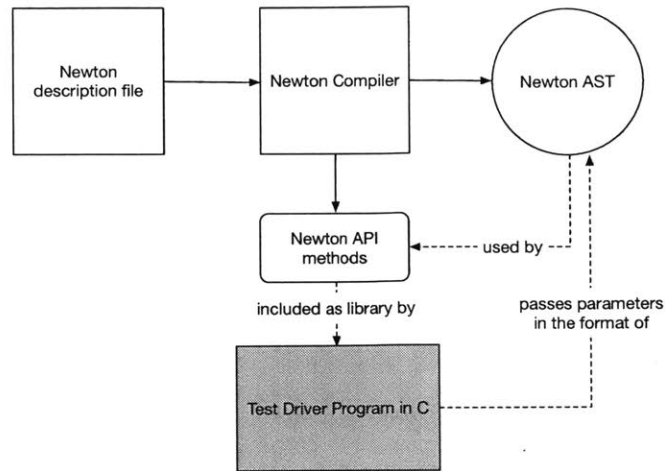 Newton
description file
Newton Compiler
Newton AST
Newton API
methods
used by
included as library by
passes parameters
in the format of
Test Driver Program in C